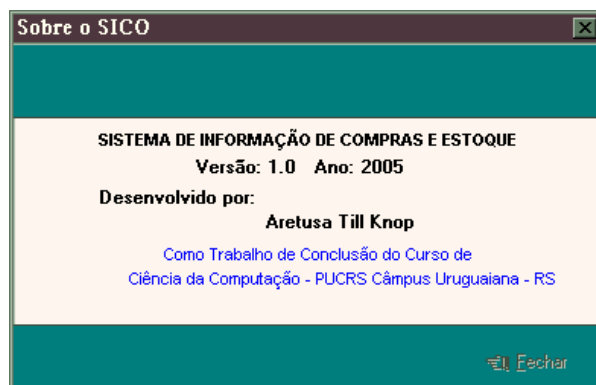 Sobre o SICO
SISTEMA DE INFORMAÇÃO DE COMPRAS E ESTOQUE
Versão: 1.0 Ano: 2005
Desenvolvido por:
Aretusa Till Knop
Como Trabalho de Conclusão do Curso de
Ciência da Computação - PUCRS Câmpus Uruguaiana - RS
Fechar